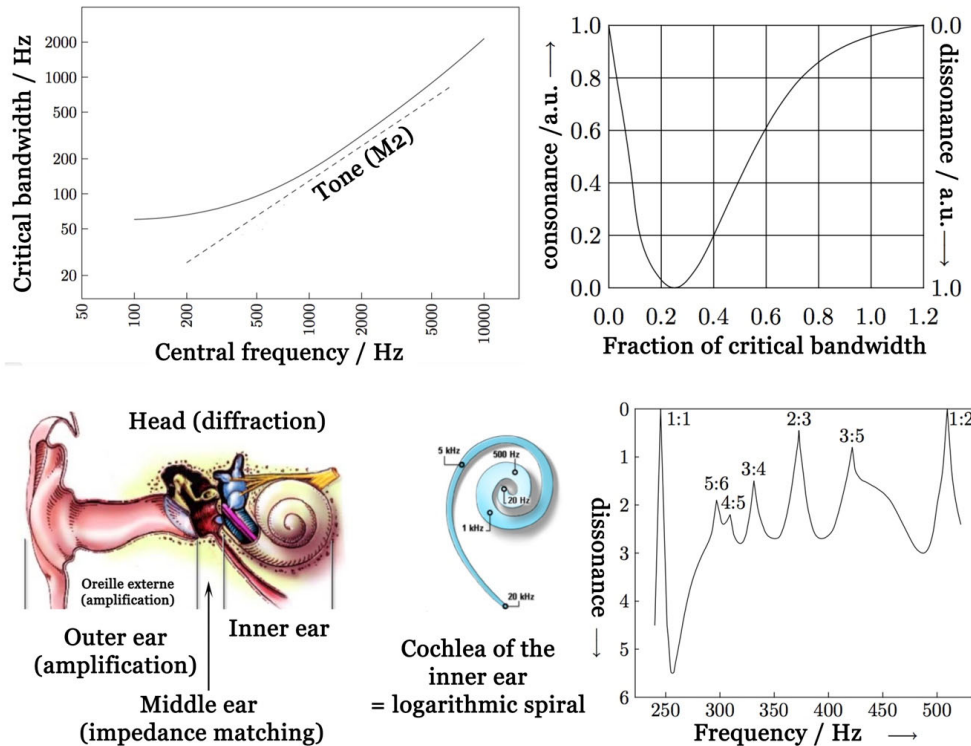 Critical bandwidth / Hz
2000
1000
500
200
100
50
20
Tone (M2)
50
100
200
500
1000
2000
5000
10000
Central frequency / Hz
consonance /a.u. →
1.0
0.8
0.6
0.4
0.2
0.0
0.0
1.0
dissonance / a.u. →
0.0 0.2 0.4 0.6 0.8 1.0 1.2
Fraction of critical bandwidth
Head (diffraction)
Oreille externe
(amplification)
Outer ear
(amplification)
Inner ear
Middle ear
(impedance matching)
5 kHz
500 Hz
20 Hz
1 kHz
20 kHz
Cochlea of the
inner ear
= logarithmic spiral
← dissonance
0
1
2
3
4
5
6
1:1
5:6
4:5
3:4
2:3
3:5
1:2
250 300 350 400 450 500
Frequency / Hz →